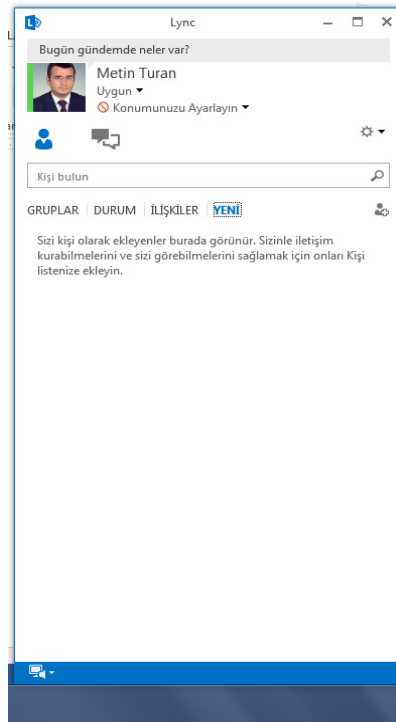 Lync
Bugün gündemde neler var?
Metin Turan
Uygun
Konumunuzu Ayarlayın
Kişi bulun
GRUPLAR DURUM İLİŞKİLER YENİ
Sizi kişi olarak ekleyenler burada görünür. Sizinle iletişim
kurabilmelerini ve sizi görebilmelerini sağlamak için onları Kişi
listenize ekleyin.